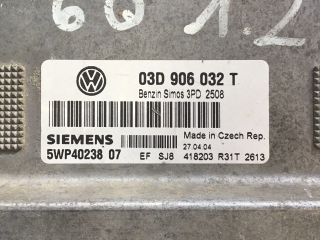 60 1.2
03D 906 032 T
Benzin Simos 3PD 2508
SIEMENS
5WP40238 07
Made in Czech Rep.
27.04.04
EF SJ8 418203 R31T 2613